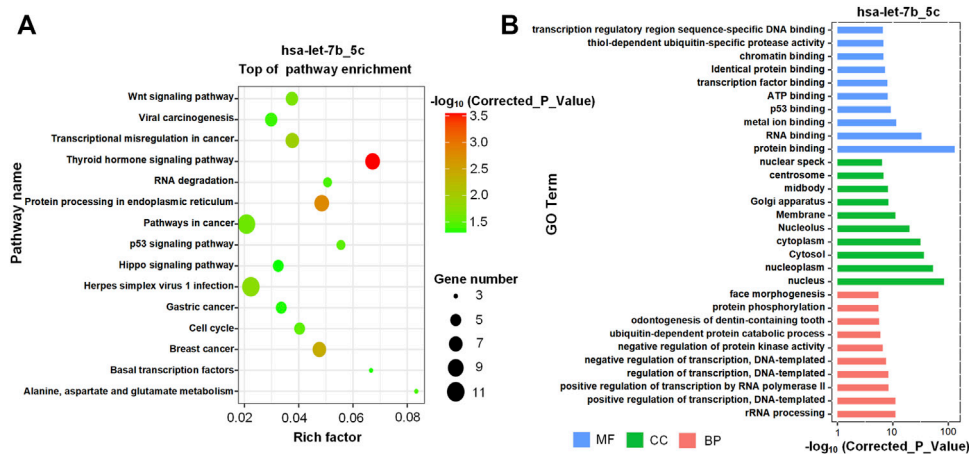 A
hsa-let-7b_5c
Top of pathway enrichment
Pathway name
Wnt signaling pathway
Viral carcinogenesis
Transcriptional misregulation in cancer
Thyroid hormone signaling pathway
RNA degradation
Protein processing in endoplasmic reticulum
Pathways in cancer
p53 signaling pathway
Hippo signaling pathway
Herpes simplex virus 1 infection
Gastric cancer
Cell cycle
Breast cancer
Basal transcription factors
Alanine, aspartate and glutamate metabolism
0.02 0.04 0.06 0.08
Rich factor
-log₁₀ (Corrected_P_Value)
3.5
3.0
2.5
2.0
1.5
Gene number
3
5
7
9
11
B
hsa-let-7b_5c
GO Term
transcription regulatory region sequence-specific DNA binding
thiol-dependent ubiquitin-specific protease activity
chromatin binding
Identical protein binding
transcription factor binding
ATP binding
p53 binding
metal ion binding
RNA binding
protein binding
nuclear speck
centrosome
midbody
Golgi apparatus
Membrane
Nucleolus
cytoplasm
Cytosol
nucleoplasm
nucleus
face morphogenesis
protein phosphorylation
odontogenesis of dentin-containing tooth
ubiquitin-dependent protein catabolic process
negative regulation of protein kinase activity
negative regulation of transcription, DNA-templated
regulation of transcription, DNA-templated
positive regulation of transcription by RNA polymerase II
positive regulation of transcription, DNA-templated
rRNA processing
1 10 100
-log₁₀ (Corrected_P_Value)
MF CC BP